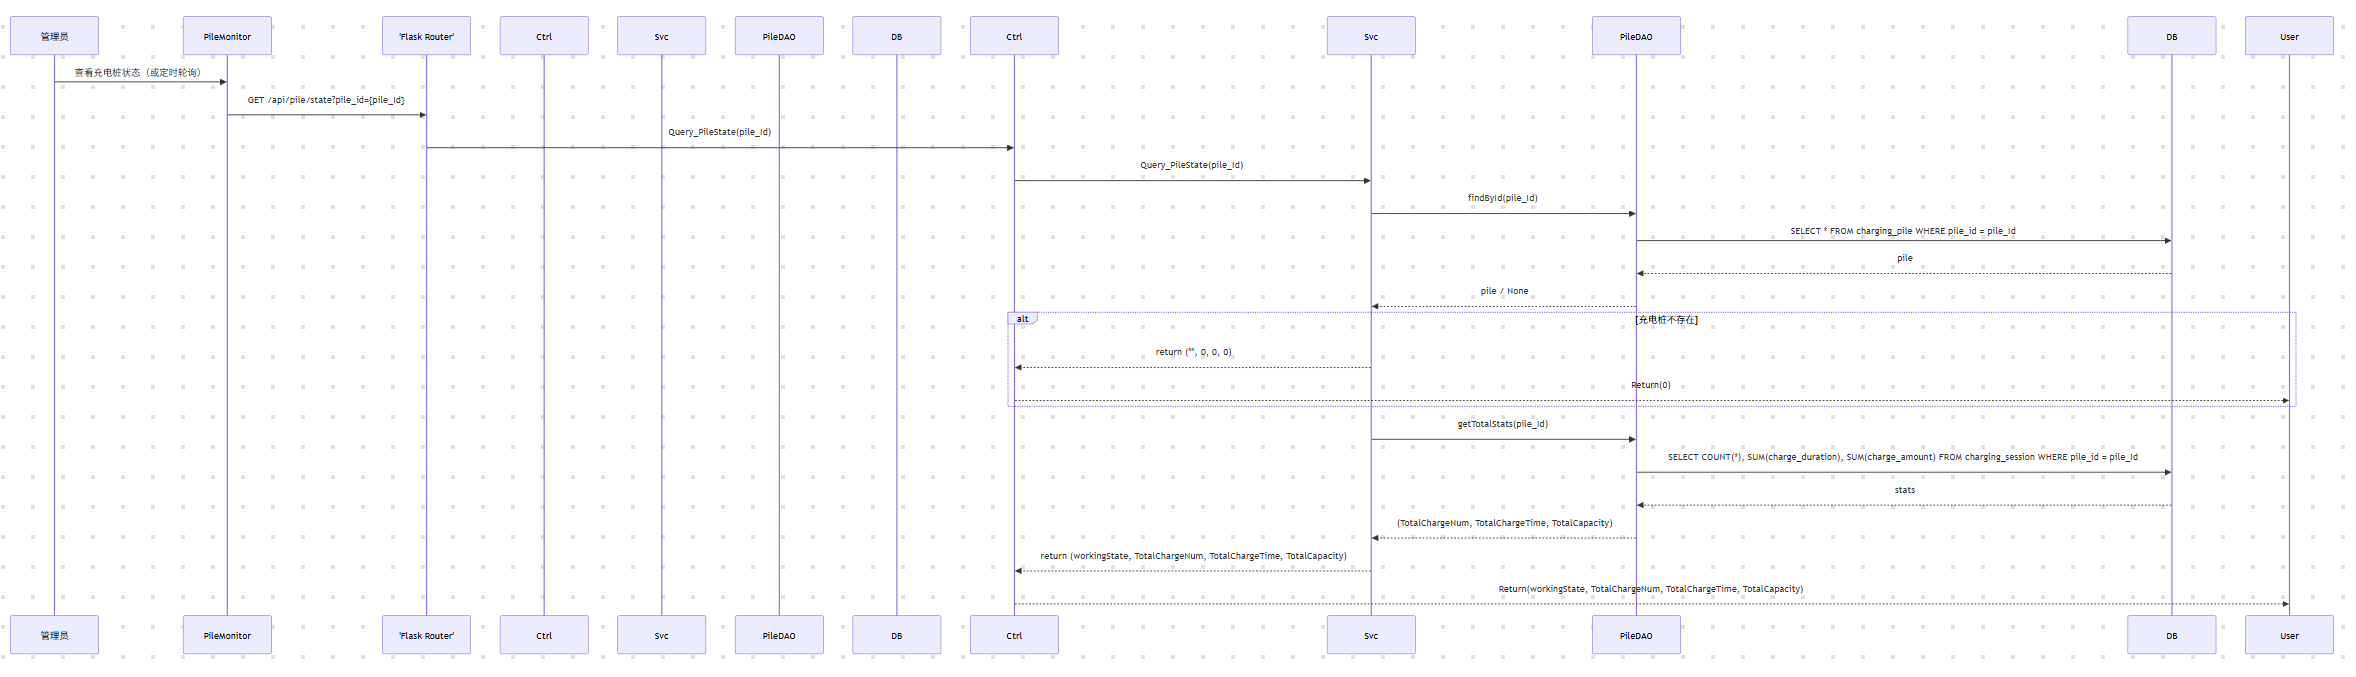 管理员
PileMonitor
'Flask Router'
Ctrl
Svc
PileDAO
DB
Ctrl
Svc
PileDAO
DB
User
查看充电桩状态（或定时轮询）
GET /api/pile/state?pile_id={pile_Id}
Query_PileState(pile_Id)
Query_PileState(pile_Id)
findById(pile_Id)
SELECT * FROM charging_pile WHERE pile_id = pile_Id
pile
pile / None
alt
[充电桩不存在]
return ("", 0, 0, 0)
Return(0)
getTotalStats(pile_Id)
SELECT COUNT(*), SUM(charge_duration), SUM(charge_amount) FROM charging_session WHERE pile_id = pile_Id
stats
(TotalChargeNum, TotalChargeTime, TotalCapacity)
return (workingState, TotalChargeNum, TotalChargeTime, TotalCapacity)
Return(workingState, TotalChargeNum, TotalChargeTime, TotalCapacity)
管理员
PileMonitor
'Flask Router'
Ctrl
Svc
PileDAO
DB
Ctrl
Svc
PileDAO
DB
User